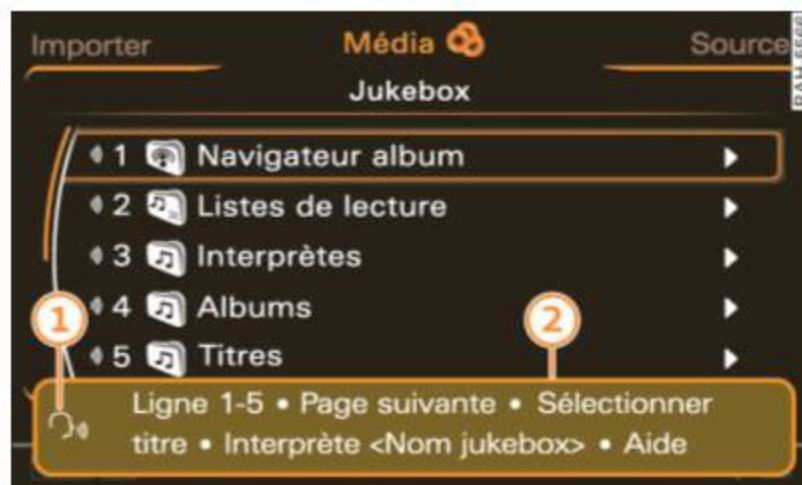 Importer Média Source
Jukebox
1 Navigateur album
2 Listes de lecture
3 Interprètes
4 Albums
5 Titres
1
2
Ligne 1-5 • Page suivante • Sélectionner
titre • Interprète <Nom jukebox> • Aide